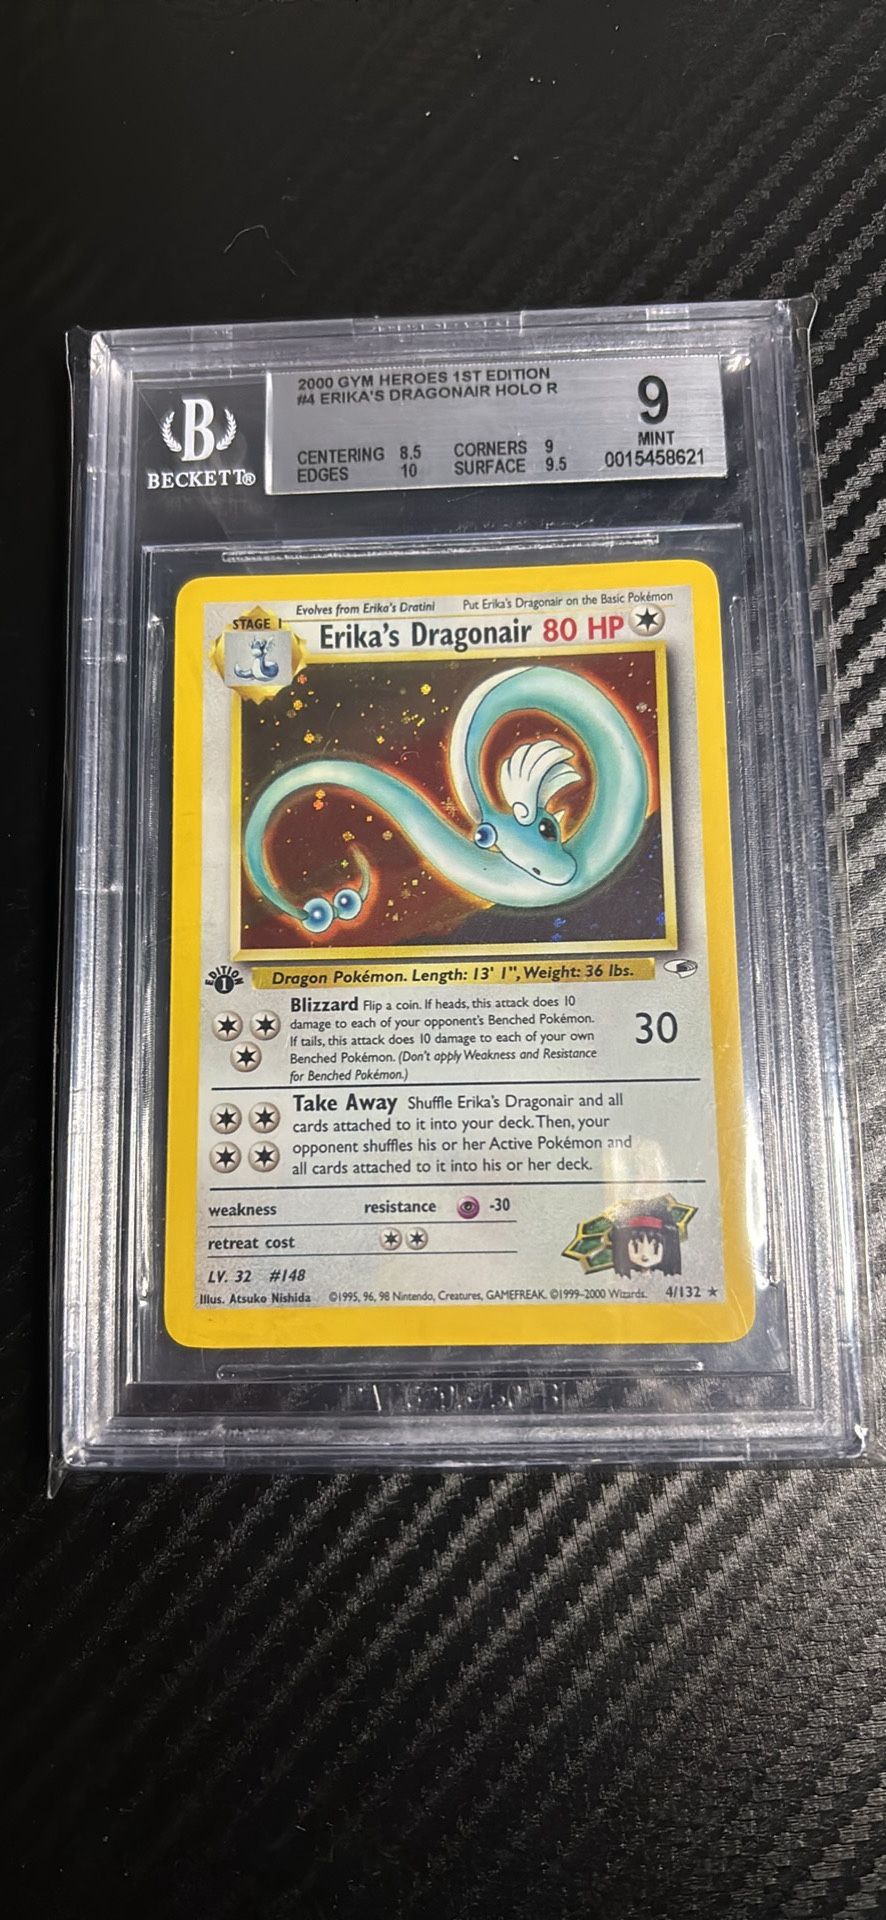 2000 GYM HEROES 1ST EDITION
#4 ERIKA'S DRAGONAIR HOLO R
9
MINT
0015458621
CENTERING 8.5 CORNERS 9
EDGES 10 SURFACE 9.5
B
BECKETT®
Evolves from Erika's Dratini Put Erika's Dragonair on the Basic Pokémon
STAGE 1
Erika's Dragonair 80 HP
EDITION
1
Dragon Pokémon. Length: 13' 1", Weight: 36 lbs.
Blizzard Flip a coin. If heads, this attack does 10
damage to each of your opponent's Benched Pokémon.
If tails, this attack does 10 damage to each of your own
Benched Pokémon. (Don't apply Weakness and Resistance
for Benched Pokémon.)
30
Take Away Shuffle Erika's Dragonair and all
cards attached to it into your deck. Then, your
opponent shuffles his or her Active Pokémon and
all cards attached to it into his or her deck.
weakness resistance -30
retreat cost
LV. 32 #148
Illus. Atsuko Nishida ©1995, 96, 98 Nintendo, Creatures, GAMEFREAK. ©1999-2000 Wizards. 4/132 ★